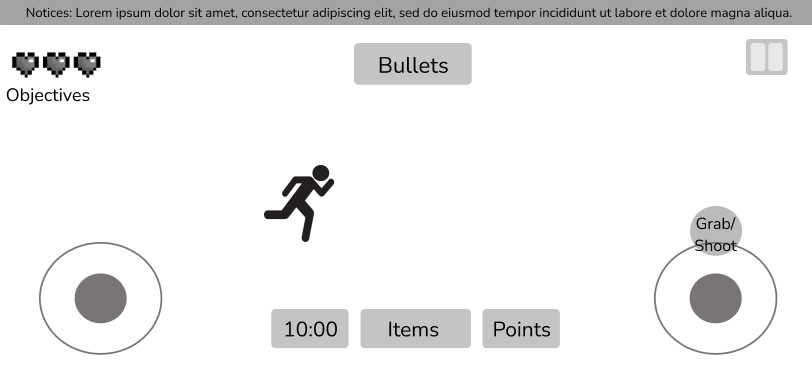 Notices: Lorem ipsum dolor sit amet, consectetur adipiscing elit, sed do eiusmod tempor incididunt ut labore et dolore magna aliqua.
Bullets
Objectives
Grab/
Shoot
10:00
Items
Points